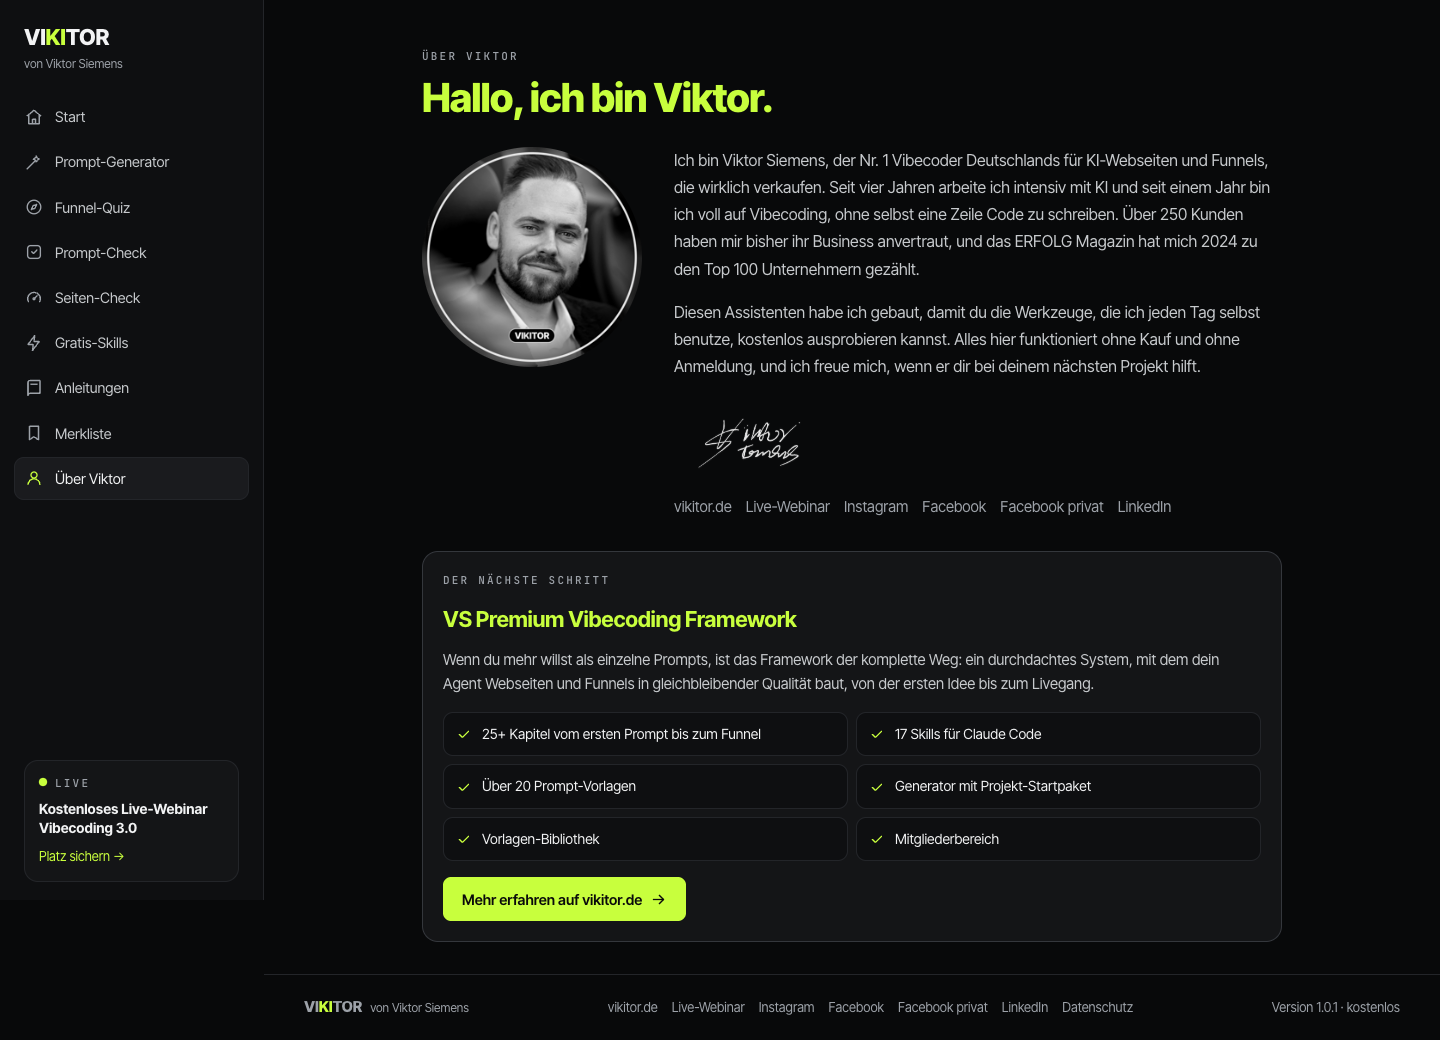 VIKITOR
von Viktor Siemens
Start
Prompt-Generator
Funnel-Quiz
Prompt-Check
Seiten-Check
Gratis-Skills
Anleitungen
Merkliste
Über Viktor
LIVE
Kostenloses Live-Webinar
Vibecoding 3.0
Platz sichern →
ÜBER VIKTOR
Hallo, ich bin Viktor.
VIKITOR
Ich bin Viktor Siemens, der Nr. 1 Vibecoder Deutschlands für KI-Webseiten und Funnels,
die wirklich verkaufen. Seit vier Jahren arbeite ich intensiv mit KI und seit einem Jahr bin
ich voll auf Vibecoding, ohne selbst eine Zeile Code zu schreiben. Über 250 Kunden
haben mir bisher ihr Business anvertraut, und das ERFOLG Magazin hat mich 2024 zu
den Top 100 Unternehmern gezählt.
Diesen Assistenten habe ich gebaut, damit du die Werkzeuge, die ich jeden Tag selbst
benutze, kostenlos ausprobieren kannst. Alles hier funktioniert ohne Kauf und ohne
Anmeldung, und ich freue mich, wenn er dir bei deinem nächsten Projekt hilft.
vikitor.de Live-Webinar Instagram Facebook Facebook privat LinkedIn
DER NÄCHSTE SCHRITT
VS Premium Vibecoding Framework
Wenn du mehr willst als einzelne Prompts, ist das Framework der komplette Weg: ein durchdachtes System, mit dem dein
Agent Webseiten und Funnels in gleichbleibender Qualität baut, von der ersten Idee bis zum Livegang.
25+ Kapitel vom ersten Prompt bis zum Funnel
17 Skills für Claude Code
Über 20 Prompt-Vorlagen
Generator mit Projekt-Startpaket
Vorlagen-Bibliothek
Mitgliederbereich
Mehr erfahren auf vikitor.de →
VIKITOR von Viktor Siemens
vikitor.de Live-Webinar Instagram Facebook Facebook privat LinkedIn Datenschutz
Version 1.0.1 · kostenlos